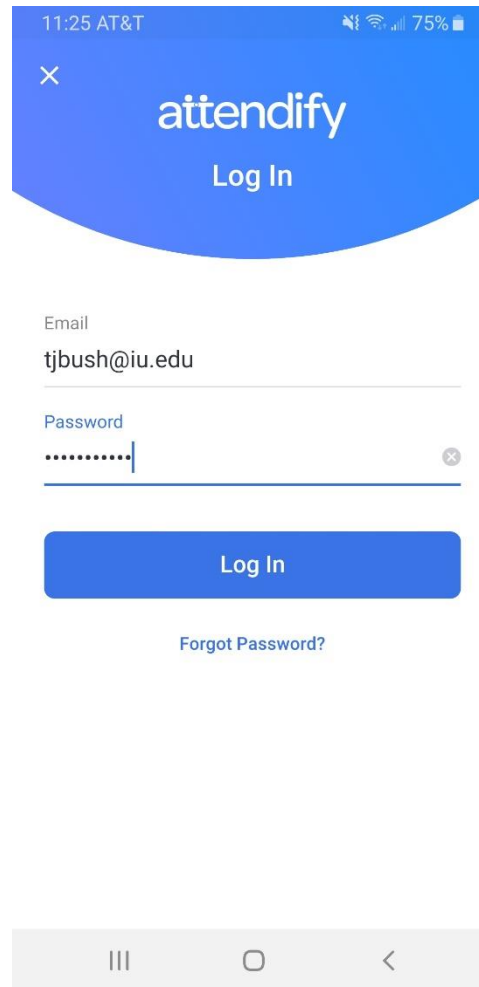 11:25 AT&T 75%
attendify
Log In
Email
tjbush@iu.edu
Password
•••••••••••
Log In
Forgot Password?